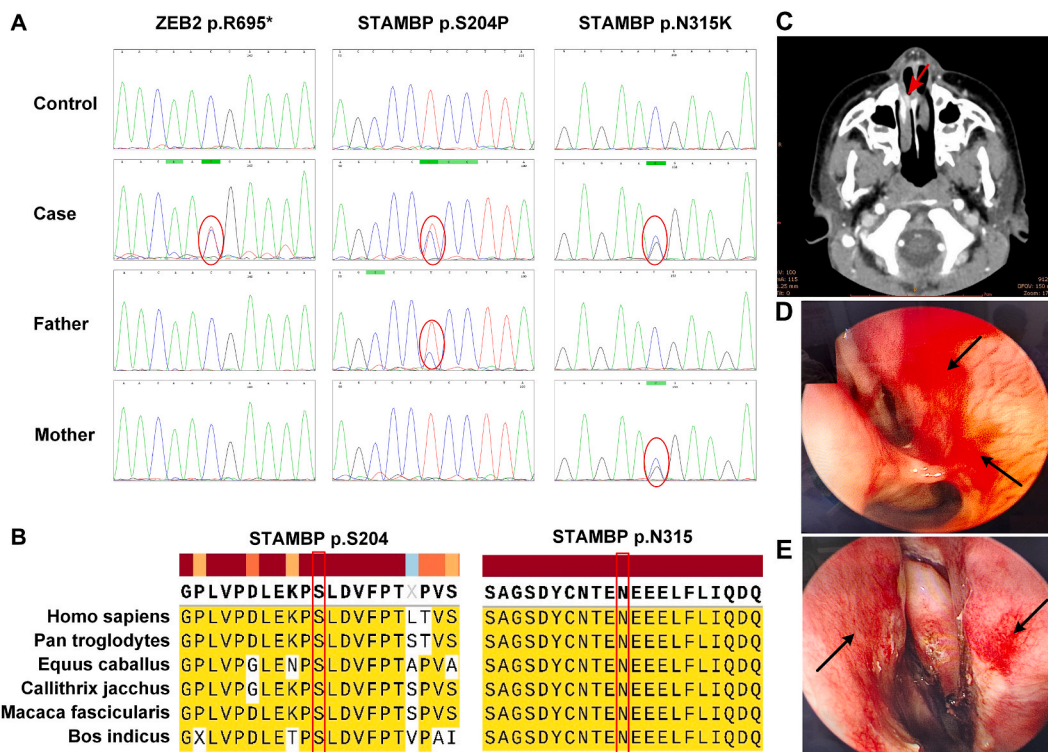 A
ZEB2 p.R695*
STAMBP p.S204P
STAMBP p.N315K
C
Control
Case
Father
Mother
D
E
B
STAMBP p.S204
STAMBP p.N315
GPLVPDLEKPSLDVFPTXPVS
SAGSDYCNTENEEELFLIQDQ
Homo sapiens
GPLVPDLEKPSLDVFPTLTVS
SAGSDYCNTENEEELFLIQDQ
Pan troglodytes
GPLVPDLEKPSLDVFPTSTVS
SAGSDYCNTENEEELFLIQDQ
Equus caballus
GPLVPGLENPSLDVFPTAPVA
SAGSDYCNTENEEELFLIQDQ
Callithrix jacchus
GPLVPGLEKPSLDVFPTSPVS
SAGSDYCNTENEEELFLIQDQ
Macaca fascicularis
GPLVPDLEKPSLDVFPTSPVS
SAGSDYCNTENEEELFLIQDQ
Bos indicus
GXLVPDLETPSLDVFPTVPAI
SAGSDYCNTENEEELFLIQDQ